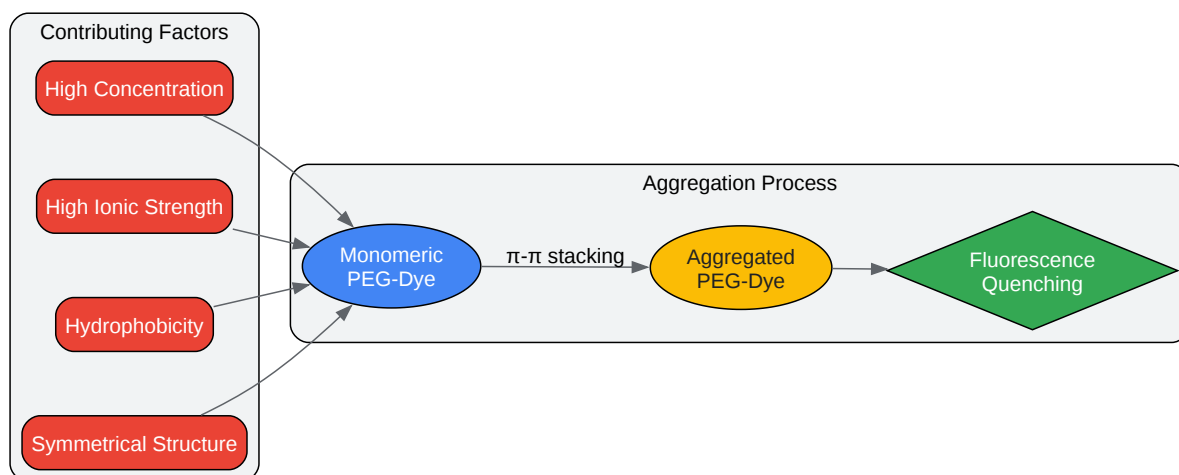 Contributing Factors
High Concentration
High Ionic Strength
Hydrophobicity
Symmetrical Structure
Aggregation Process
Monomeric
PEG-Dye
π-π stacking
Aggregated
PEG-Dye
Fluorescence
Quenching